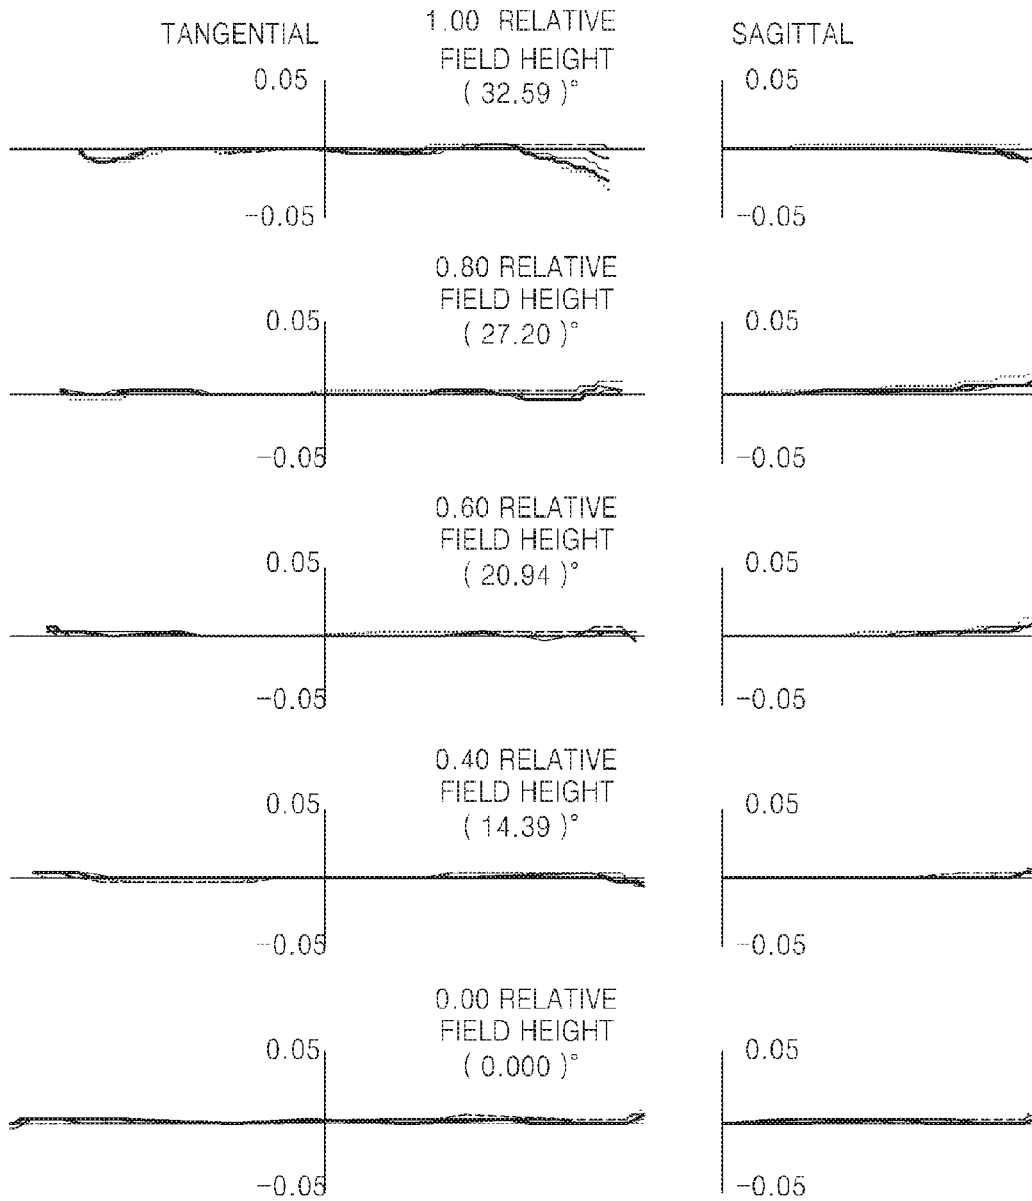 TANGENTIAL
1.00 RELATIVE
FIELD HEIGHT
( 32.59 )°
SAGITTAL
0.05
0.05
-0.05
-0.05
0.80 RELATIVE
FIELD HEIGHT
( 27.20 )°
0.05
0.05
-0.05
-0.05
0.60 RELATIVE
FIELD HEIGHT
( 20.94 )°
0.05
0.05
-0.05
-0.05
0.40 RELATIVE
FIELD HEIGHT
( 14.39 )°
0.05
0.05
-0.05
-0.05
0.00 RELATIVE
FIELD HEIGHT
( 0.000 )°
0.05
0.05
-0.05
-0.05